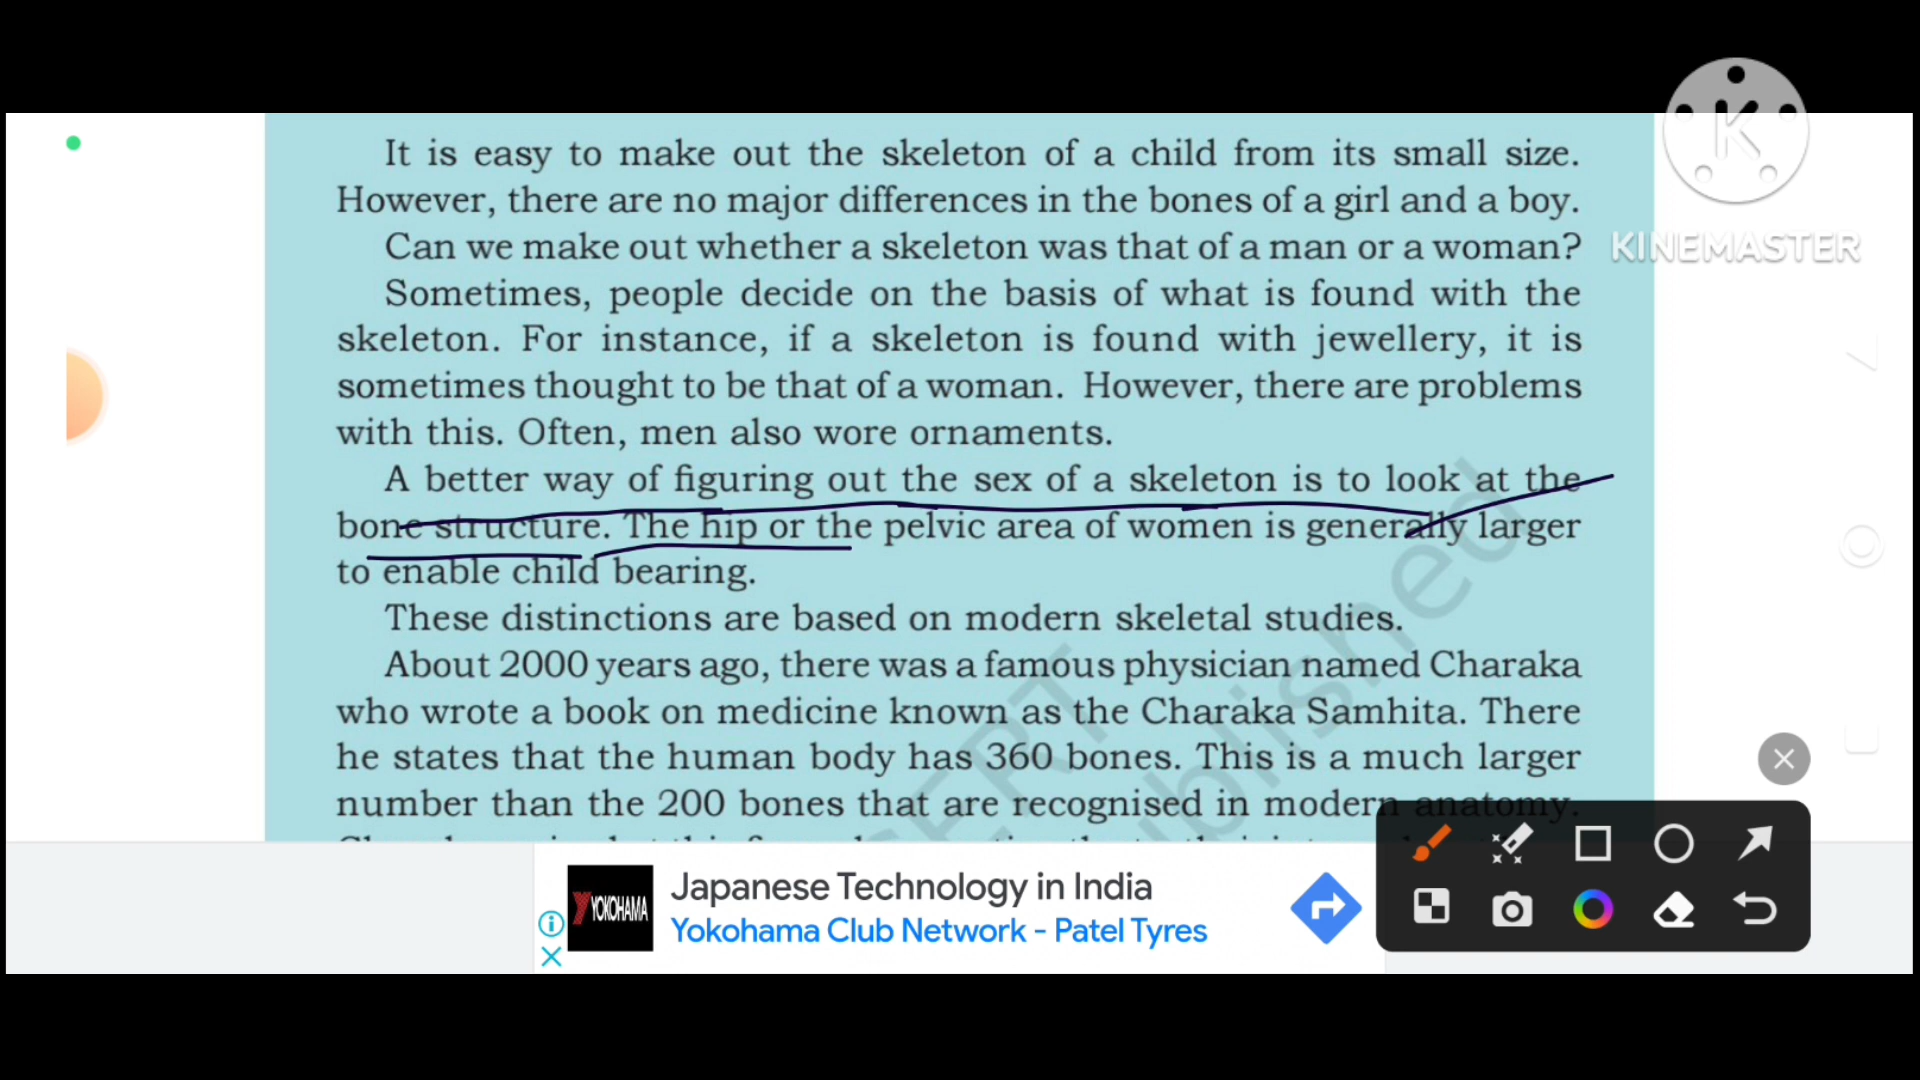 It is easy to make out the skeleton of a child from its small size.
However, there are no major differences in the bones of a girl and a boy.
Can we make out whether a skeleton was that of a man or a woman?
Sometimes, people decide on the basis of what is found with the
skeleton. For instance, if a skeleton is found with jewellery, it is
sometimes thought to be that of a woman. However, there are problems
with this. Often, men also wore ornaments.
A better way of figuring out the sex of a skeleton is to look at the
bone structure. The hip or the pelvic area of women is generally larger
to enable child bearing.
These distinctions are based on modern skeletal studies.
About 2000 years ago, there was a famous physician named Charaka
who wrote a book on medicine known as the Charaka Samhita. There
he states that the human body has 360 bones. This is a much larger
number than the 200 bones that are recognised in modern anatomy.
K
KINEMASTER
YOKOHAMA
Japanese Technology in India
Yokohama Club Network - Patel Tyres